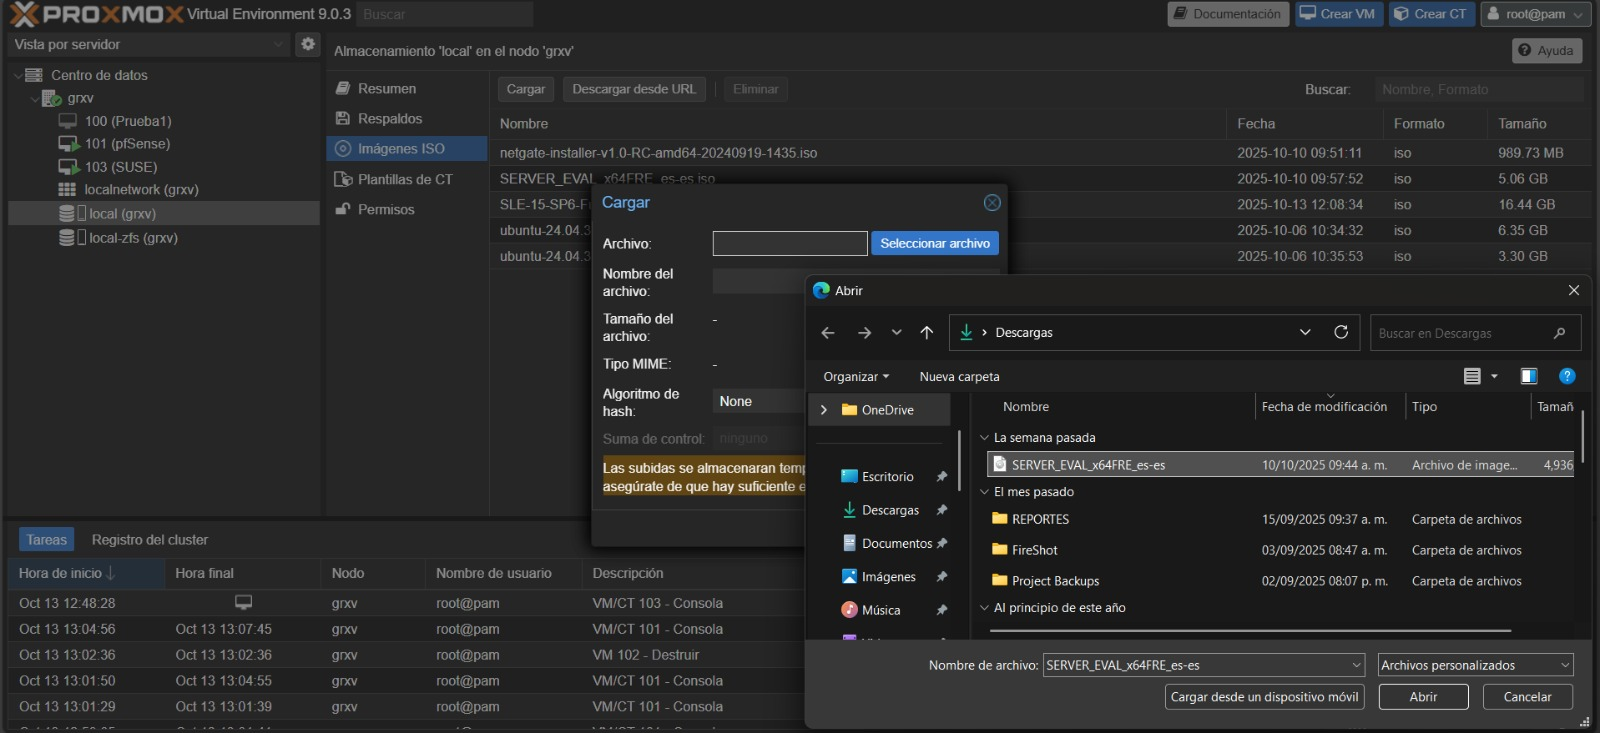 PROXMOX Virtual Environment 9.0.3 Buscar Documentación Crear VM Crear CT root@pam
Vista por servidor
Almacenamiento 'local' en el nodo 'grxv' Ayuda
Centro de datos
grxv
100 (Prueba1)
101 (pfSense)
103 (SUSE)
localnetwork (grxv)
local (grxv)
local-zfs (grxv)
Resumen
Respaldos
Imágenes ISO
Plantillas de CT
Permisos
Cargar Descargar desde URL Eliminar Buscar: Nombre, Formato
Nombre Fecha Formato Tamaño
netgate-installer-v1.0-RC-amd64-20240919-1435.iso 2025-10-10 09:51:11 iso 989.73 MB
SERVER_EVAL_x64FRE_es-es.iso 2025-10-10 09:57:52 iso 5.06 GB
SLE-15-SP6-F 2025-10-13 12:08:34 iso 16.44 GB
ubuntu-24.04.3 2025-10-06 10:34:32 iso 6.35 GB
ubuntu-24.04.3 2025-10-06 10:35:53 iso 3.30 GB
Cargar
Archivo: Seleccionar archivo
Nombre del
archivo:
Tamaño del
archivo:
-
Tipo MIME: -
Algoritmo de
hash:
None
Suma de control: ninguno
Las subidas se almacenaran temp
asegúrate de que hay suficiente e
Abrir
Descargas Buscar en Descargas
Organizar Nueva carpeta
OneDrive
Escritorio
Descargas
Documentos
Imágenes
Música
Nombre Fecha de modificación Tipo Tamañ
La semana pasada
SERVER_EVAL_x64FRE_es-es 10/10/2025 09:44 a. m. Archivo de image... 4,936
El mes pasado
REPORTES 15/09/2025 09:37 a. m. Carpeta de archivos
FireShot 03/09/2025 08:47 a. m. Carpeta de archivos
Project Backups 02/09/2025 08:07 p. m. Carpeta de archivos
Al principio de este año
Nombre de archivo: SERVER_EVAL_x64FRE_es-es Archivos personalizados
Cargar desde un dispositivo móvil Abrir Cancelar
Tareas Registro del cluster
Hora de inicio Hora final Nodo Nombre de usuario Descripción
Oct 13 12:48:28 grxv root@pam VM/CT 103 - Consola
Oct 13 13:04:56 Oct 13 13:07:45 grxv root@pam VM/CT 101 - Consola
Oct 13 13:02:36 Oct 13 13:02:36 grxv root@pam VM 102 - Destruir
Oct 13 13:01:50 Oct 13 13:04:55 grxv root@pam VM/CT 101 - Consola
Oct 13 13:01:29 Oct 13 13:01:39 grxv root@pam VM/CT 101 - Consola